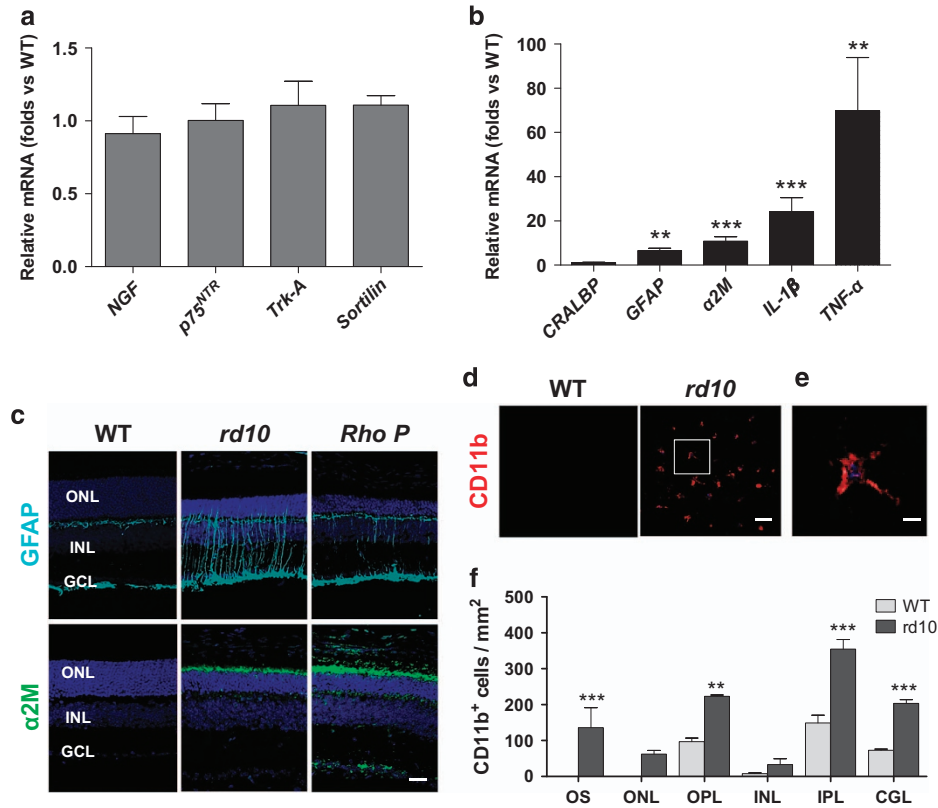 a
Relative mRNA (folds vs WT)
1.5
1.0
0.5
0.0
NGF
p75NTR
Trk-A
Sortilin
b
Relative mRNA (folds vs WT)
100
80
60
40
20
0
**
***
***
**
CRALBP
GFAP
α2M
IL-1β
TNF-α
c
WT
rd10
Rho P
GFAP
ONL
INL
GCL
α2M
ONL
INL
GCL
d
WT
rd10
e
CD11b
f
CD11b+ cells / mm2
500
400
300
200
100
0
WT
rd10
***
**
***
***
OS
ONL
OPL
INL
IPL
CGL